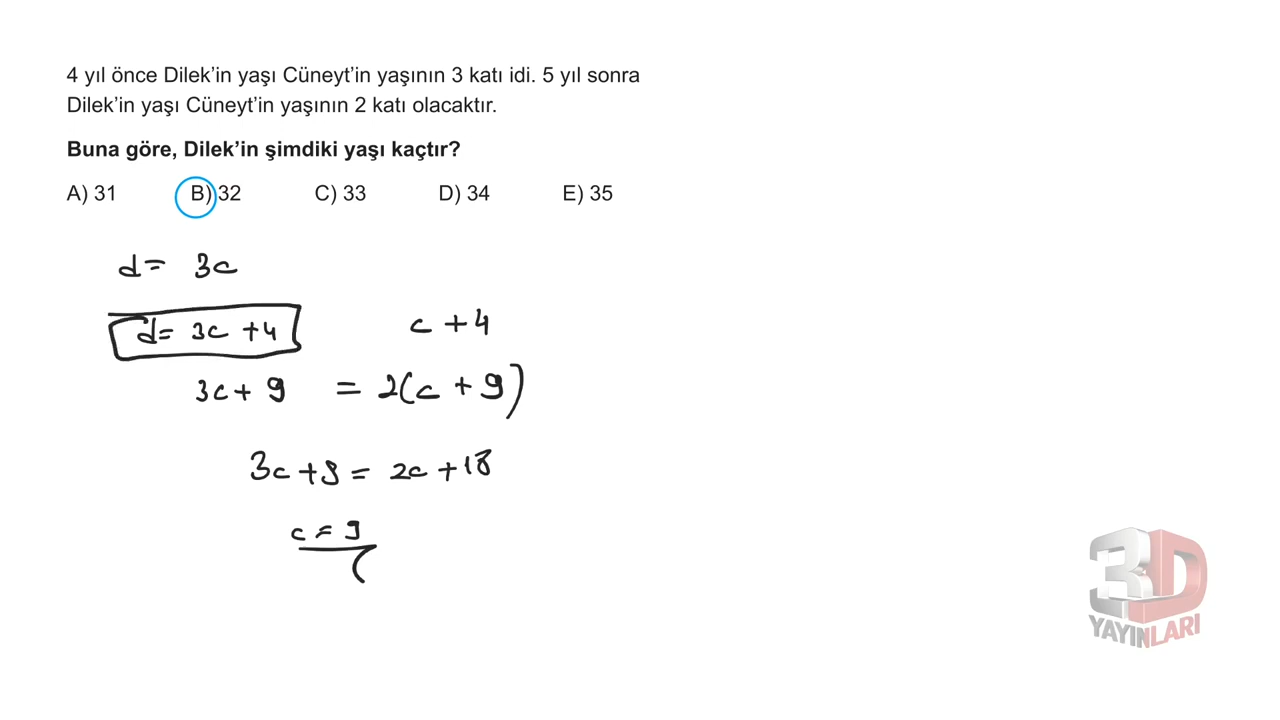 4 yıl önce Dilek’in yaşı Cüneyt’in yaşının 3 katı idi. 5 yıl sonra
Dilek’in yaşı Cüneyt’in yaşının 2 katı olacaktır.
Buna göre, Dilek’in şimdiki yaşı kaçtır?
A) 31 B) 32 C) 33 D) 34 E) 35
d= 3c
d= 3c +4 c +4
3c+ 9 = 2(c + 9)
3c+9 = 2c +18
c = 9
3D
YAYINLARI